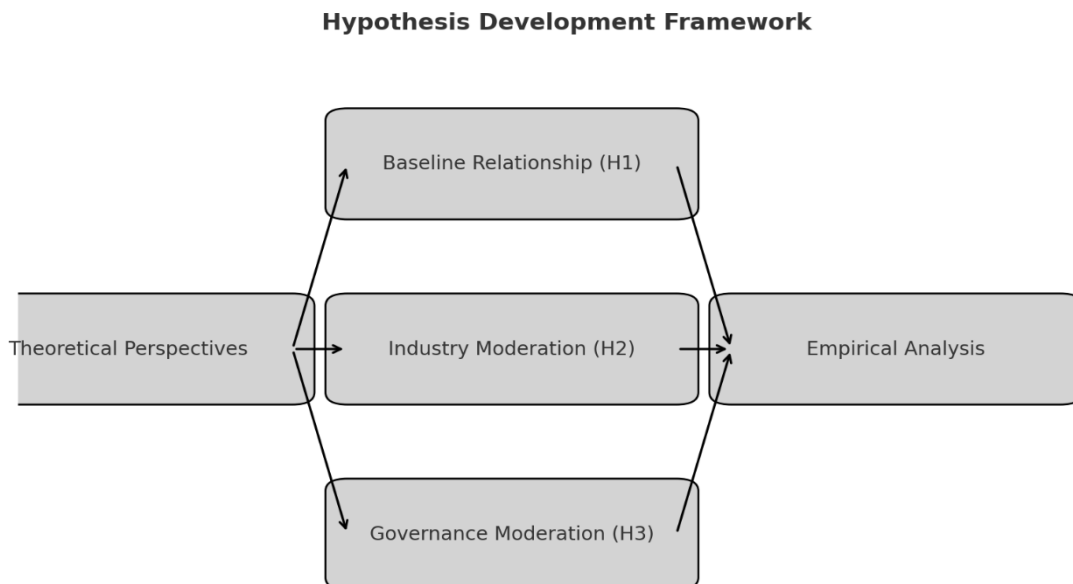 Hypothesis Development Framework
Baseline Relationship (H1)
Theoretical Perspectives
Industry Moderation (H2)
Empirical Analysis
Governance Moderation (H3)